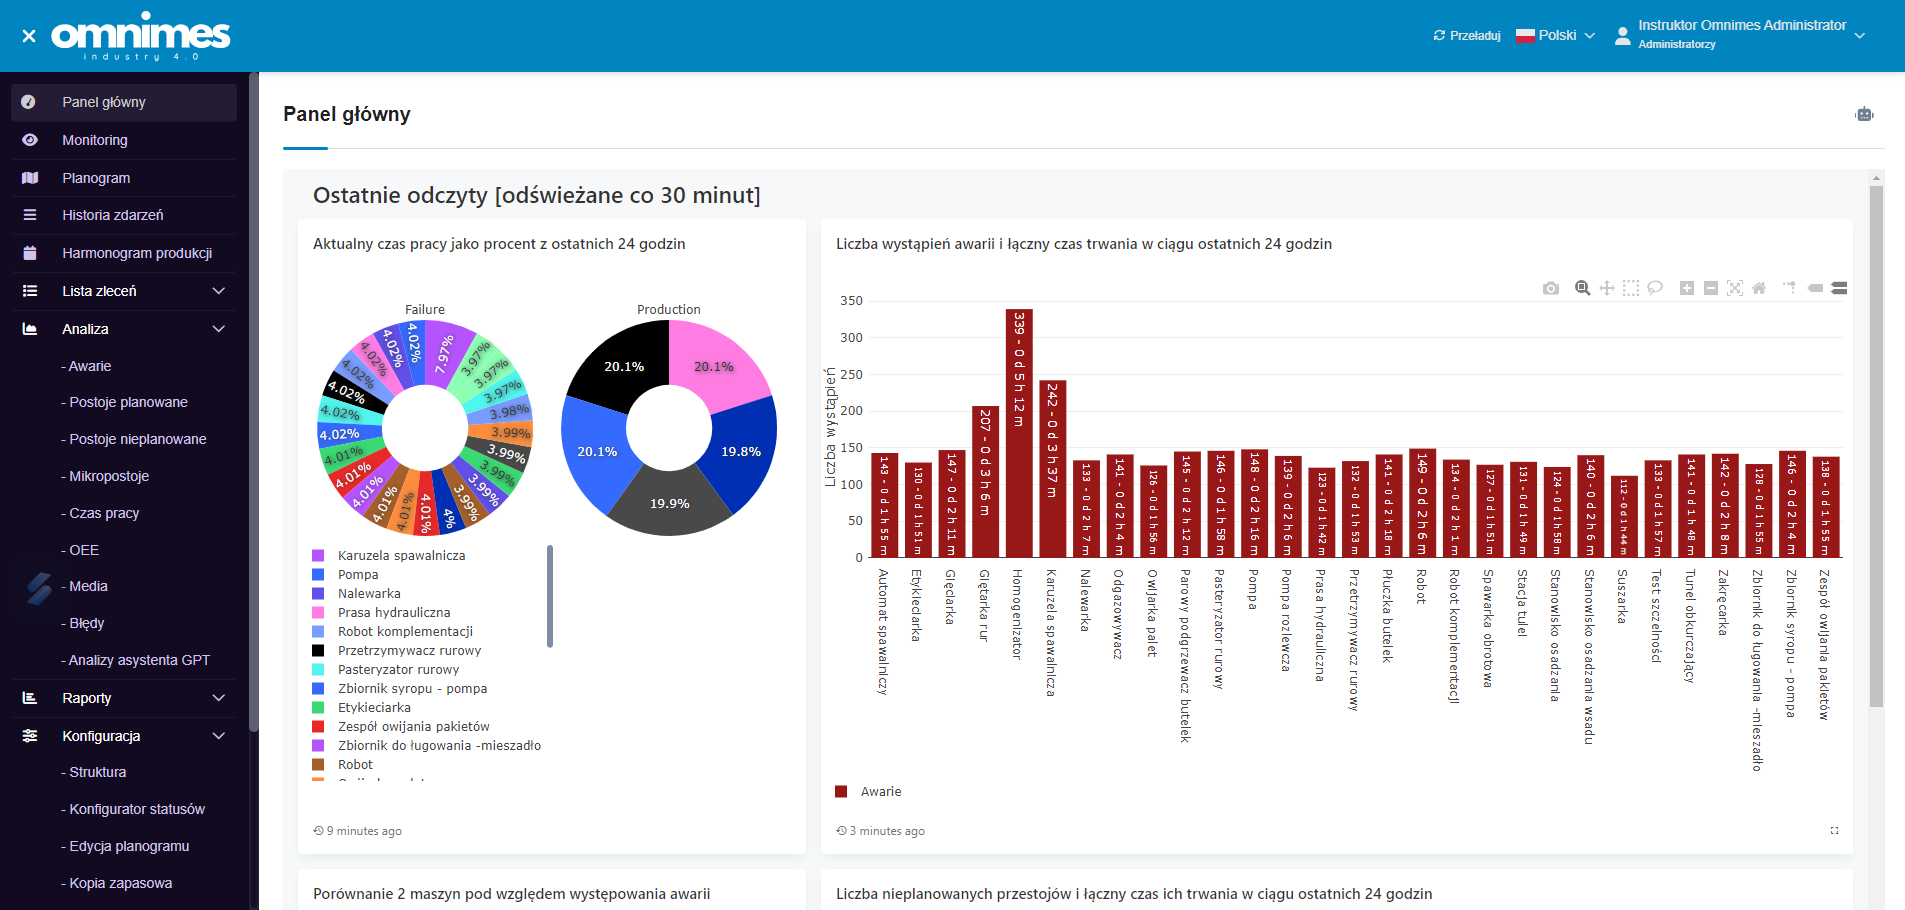 omnimes
industry 4.0
Przeładuj
Polski
Instruktor Omnimes Administrator
Administratorzy
Panel główny
Monitoring
Planogram
Historia zdarzeń
Harmonogram produkcji
Lista zleceń
Analiza
- Awarie
- Postoje planowane
- Postoje nieplanowane
- Mikropostoje
- Czas pracy
- OEE
- Media
- Błędy
- Analizy asystenta GPT
Raporty
Konfiguracja
- Struktura
- Konfigurator statusów
- Edycja planogramu
- Kopia zapasowa
Panel główny
Ostatnie odczyty [odświeżane co 30 minut]
Aktualny czas pracy jako procent z ostatnich 24 godzin
Failure
7.97%
3.97%
3.97%
3.97%
3.98%
3.99%
3.99%
3.99%
3.99%
3.99%
4%
4.01%
4.01%
4.01%
4.01%
4.01%
4.01%
4.02%
4.02%
4.02%
4.02%
4.02%
4.02%
4.02%
Production
20.1%
19.8%
19.9%
20.1%
20.1%
Karuzela spawalnicza
Pompa
Nalewarka
Prasa hydrauliczna
Robot komplementacji
Przetrzymywacz rurowy
Pasteryzator rurowy
Zbiornik syropu - pompa
Etykieciarka
Zespół owijania pakietów
Zbiornik do ługowania -mieszadło
Robot
9 minutes ago
Liczba wystąpień awarii i łączny czas trwania w ciągu ostatnich 24 godzin
Liczba wystąpień
350
300
250
200
150
100
50
0
143 - 0 d 1 h 55 m
130 - 0 d 1 h 51 m
147 - 0 d 2 h 11 m
207 - 0 d 3 h 6 m
339 - 0 d 5 h 12 m
242 - 0 d 3 h 37 m
133 - 0 d 2 h 7 m
141 - 0 d 2 h 4 m
126 - 0 d 1 h 56 m
145 - 0 d 2 h 12 m
146 - 0 d 1 h 58 m
148 - 0 d 2 h 16 m
139 - 0 d 2 h 6 m
123 - 0 d 1 h 42 m
132 - 0 d 1 h 53 m
141 - 0 d 2 h 18 m
149 - 0 d 2 h 6 m
134 - 0 d 2 h 1 m
127 - 0 d 1 h 51 m
131 - 0 d 1 h 49 m
124 - 0 d 1 h 58 m
140 - 0 d 2 h 6 m
112 - 0 d 1 h 44 m
133 - 0 d 1 h 57 m
141 - 0 d 1 h 48 m
142 - 0 d 2 h 8 m
128 - 0 d 1 h 55 m
146 - 0 d 2 h 4 m
138 - 0 d 1 h 55 m
Automat spawalniczy
Etykieciarka
Gięciarka
Giętarka rur
Homogenizator
Karuzela spawalnicza
Nalewarka
Odgazowywacz
Owijarka palet
Parowy podgrzewacz butelek
Pasteryzator rurowy
Pompa
Pompa rozlewcza
Prasa hydrauliczna
Przetrzymywacz rurowy
Płuczka butelek
Robot
Robot komplementacji
Spawarka obrotowa
Stacja tulei
Stanowisko osadzania
Stanowisko osadzania wsadu
Suszarka
Test szczelności
Tunel obkurczający
Zakręcarka
Zbiornik do ługowania -mieszadło
Zbiornik syropu - pompa
Zespół owijania pakietów
Awarie
3 minutes ago
Porównanie 2 maszyn pod względem występowania awarii
Liczba nieplanowanych przestojów i łączny czas ich trwania w ciągu ostatnich 24 godzin